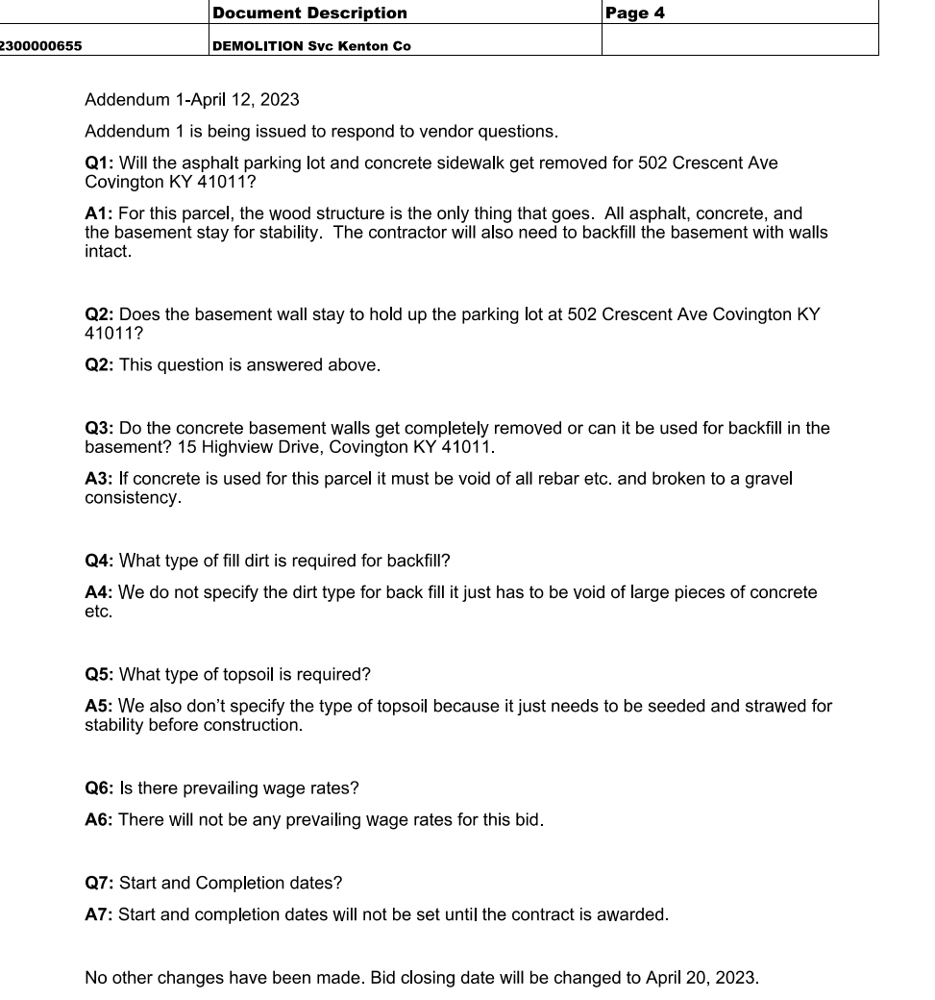 Document Description Page 4
2300000655 DEMOLITION Svc Kenton Co
Addendum 1-April 12, 2023
Addendum 1 is being issued to respond to vendor questions.
Q1: Will the asphalt parking lot and concrete sidewalk get removed for 502 Crescent Ave
Covington KY 41011?
A1: For this parcel, the wood structure is the only thing that goes.  All asphalt, concrete, and
the basement stay for stability.  The contractor will also need to backfill the basement with walls
intact.
Q2: Does the basement wall stay to hold up the parking lot at 502 Crescent Ave Covington KY
41011?
Q2: This question is answered above.
Q3: Do the concrete basement walls get completely removed or can it be used for backfill in the
basement? 15 Highview Drive, Covington KY 41011.
A3: If concrete is used for this parcel it must be void of all rebar etc. and broken to a gravel
consistency.
Q4: What type of fill dirt is required for backfill?
A4: We do not specify the dirt type for back fill it just has to be void of large pieces of concrete
etc.
Q5: What type of topsoil is required?
A5: We also don’t specify the type of topsoil because it just needs to be seeded and strawed for
stability before construction.
Q6: Is there prevailing wage rates?
A6: There will not be any prevailing wage rates for this bid.
Q7: Start and Completion dates?
A7: Start and completion dates will not be set until the contract is awarded.
No other changes have been made. Bid closing date will be changed to April 20, 2023.